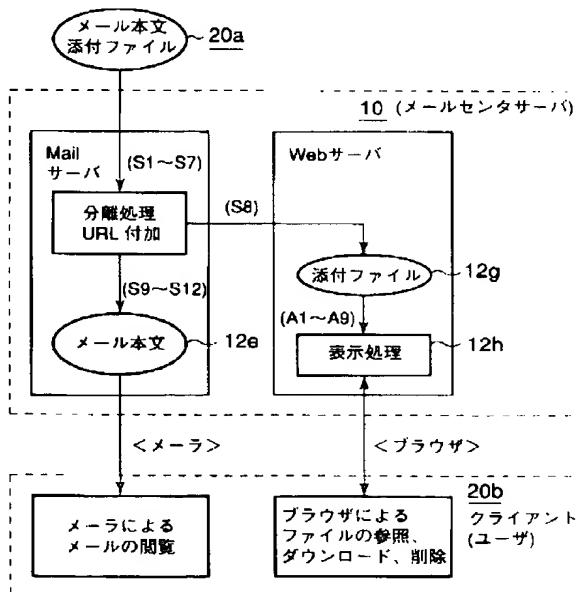 メール本文
添付ファイル
20a
10 (メールセンタサーバ)
Mail
サーバ
(S1～S7)
分離処理
URL 付加
(S8)
(S9～S12)
メール本文
12e
Webサーバ
添付ファイル
12g
(A1～A9)
表示処理
12h
＜メーラ＞
＜ブラウザ＞
20b
クライアント
(ユーザ)
メーラによる
メールの閲覧
ブラウザによる
ファイルの参照、
ダウンロード、削除